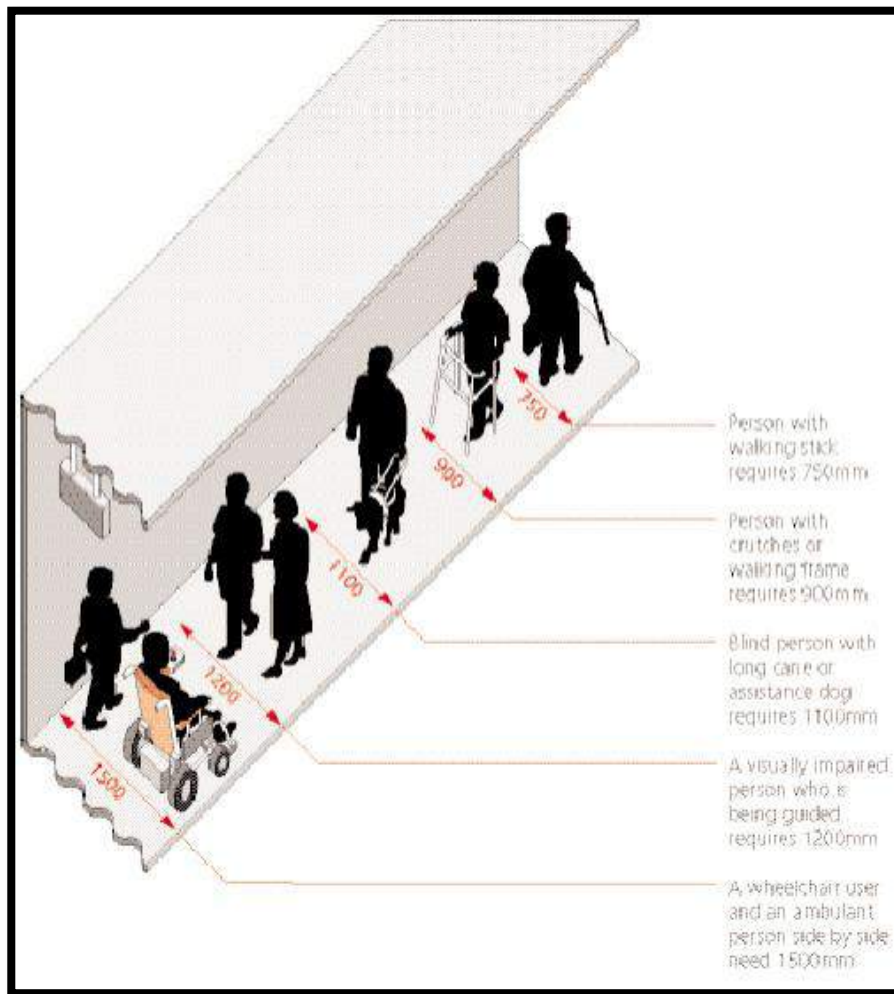 750
900
1100
1200
1500
Person with
walking stick
requires 750mm
Person with
crutches or
walking frame
requires 900mm
Blind person with
long cane or
assistance dog
requires 1100mm
A visually impaired
person who is
being guided
requires 1200mm
A wheelchair user
and an ambulant
person side by side
need 1500mm